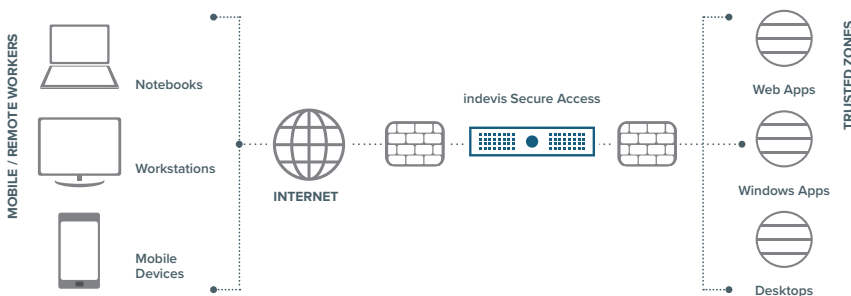 MOBILE / REMOTE WORKERS
Notebooks
Workstations
Mobile
Devices
INTERNET
indevis Secure Access
Web Apps
Windows Apps
Desktops
TRUSTED ZONES